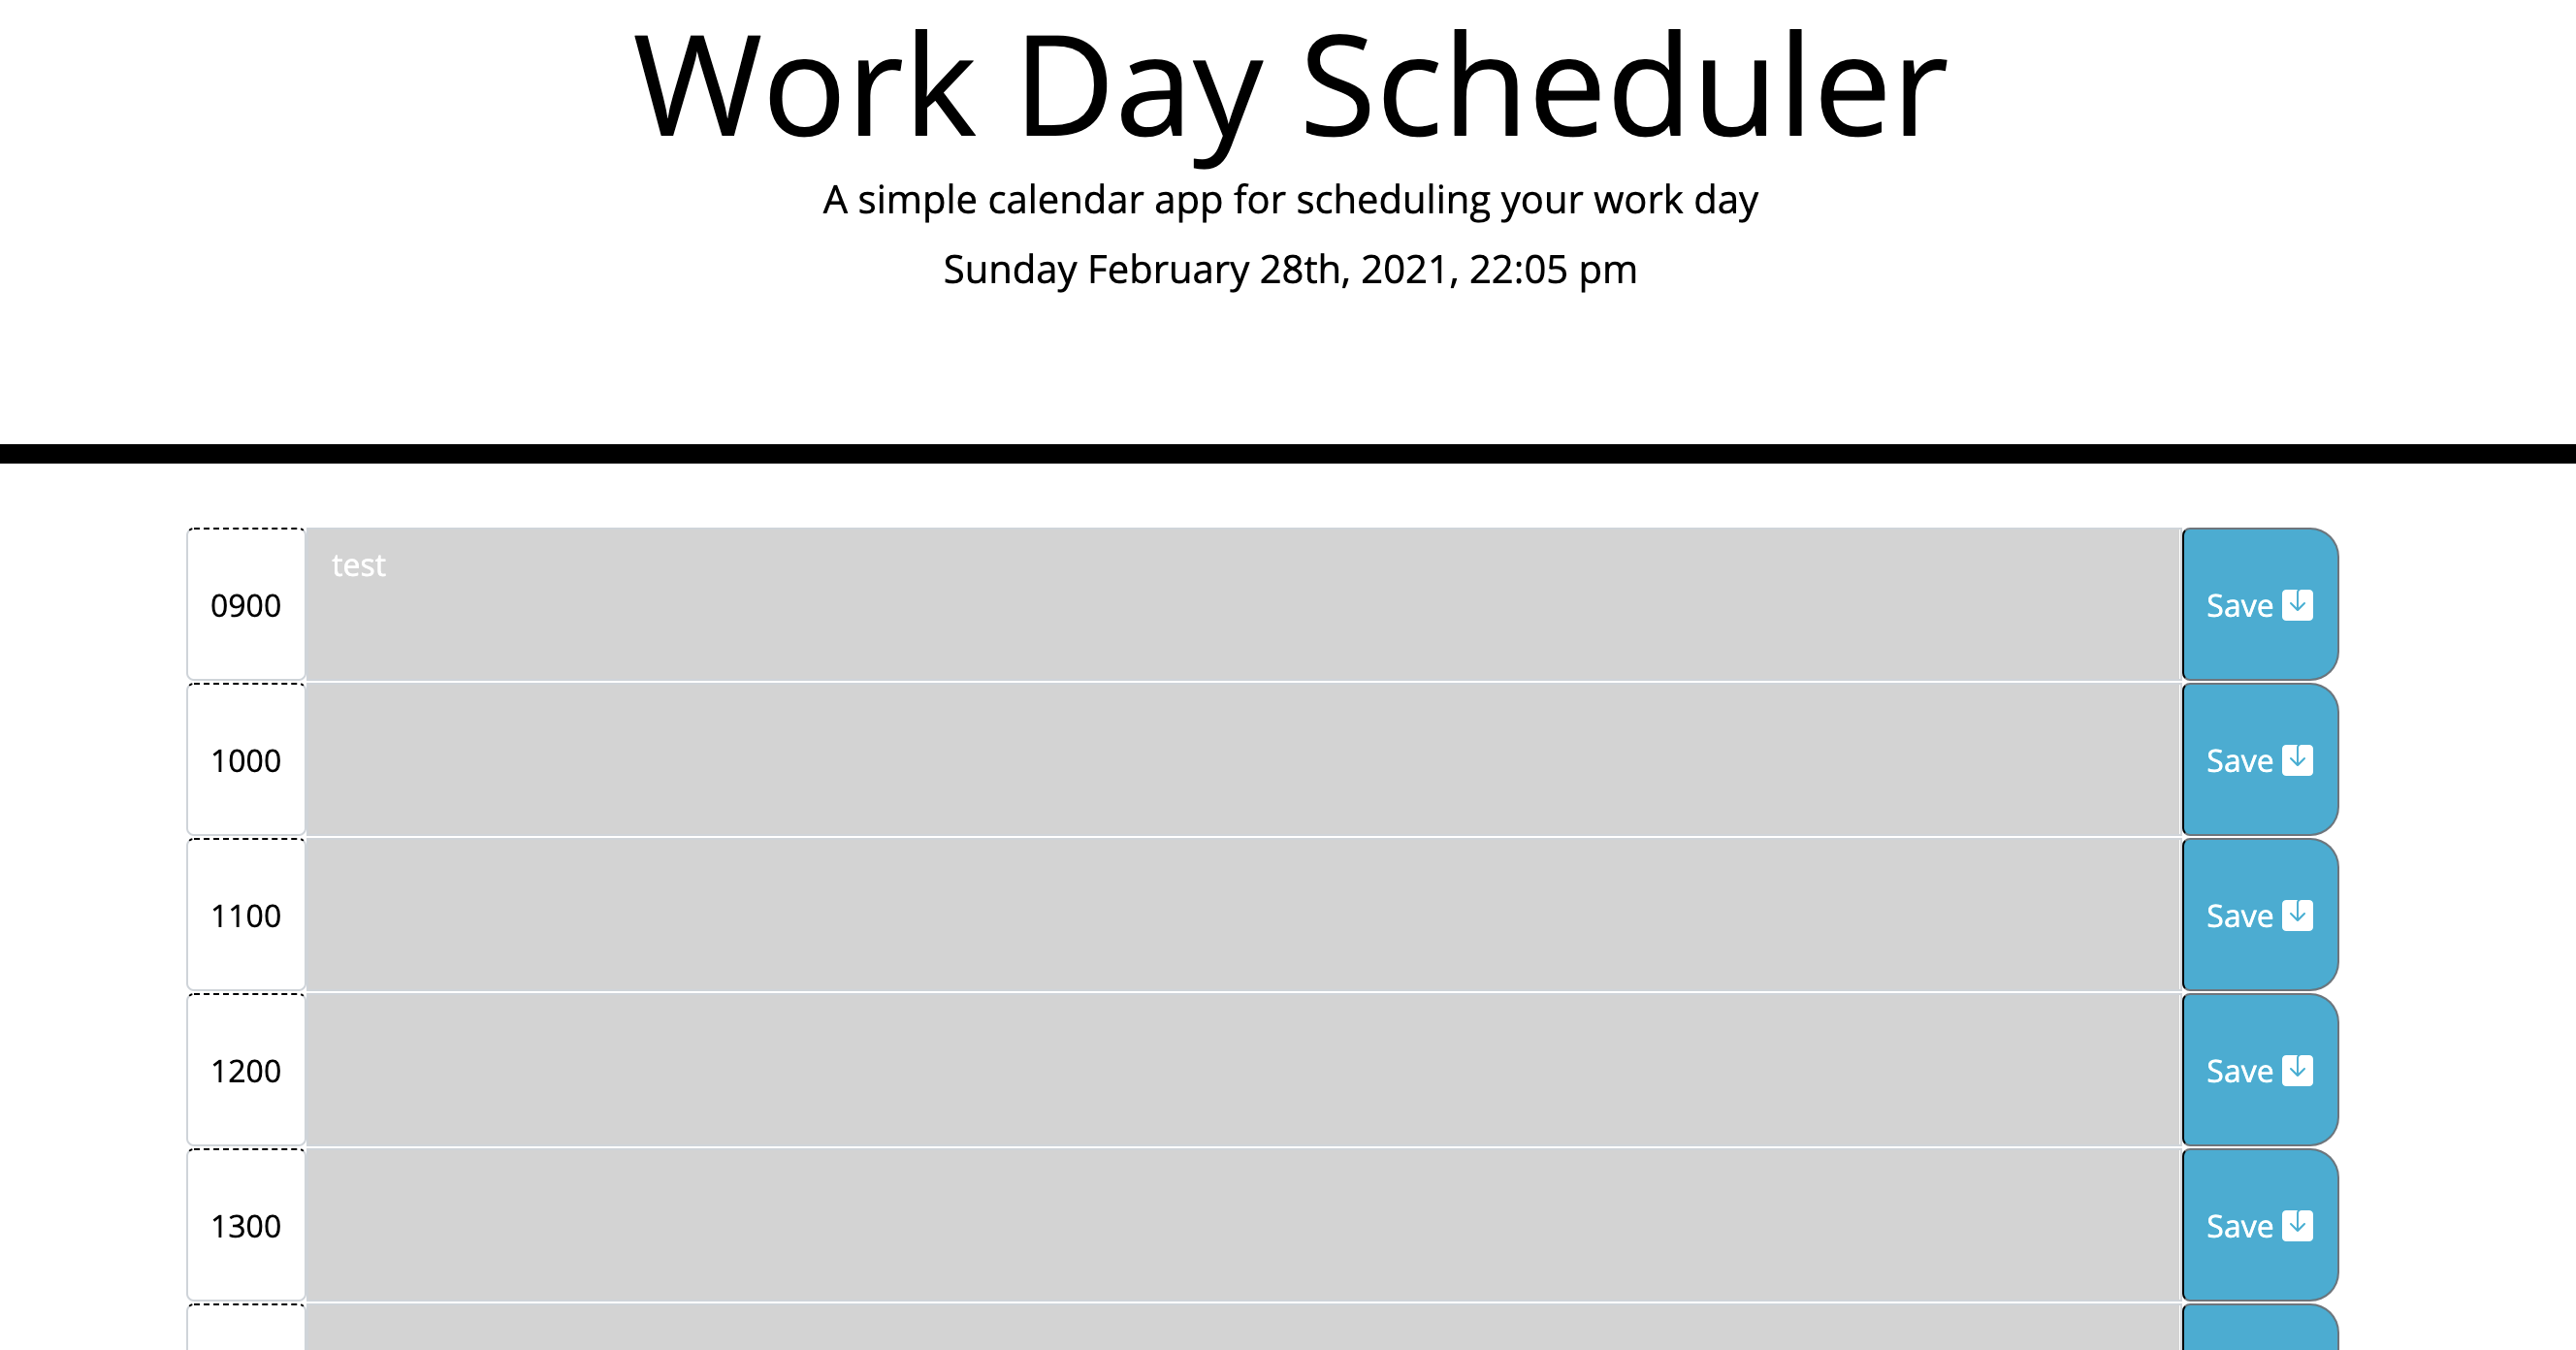 Work Day Scheduler
A simple calendar app for scheduling your work day
Sunday February 28th, 2021, 22:05 pm
0900
test
Save
1000
Save
1100
Save
1200
Save
1300
Save